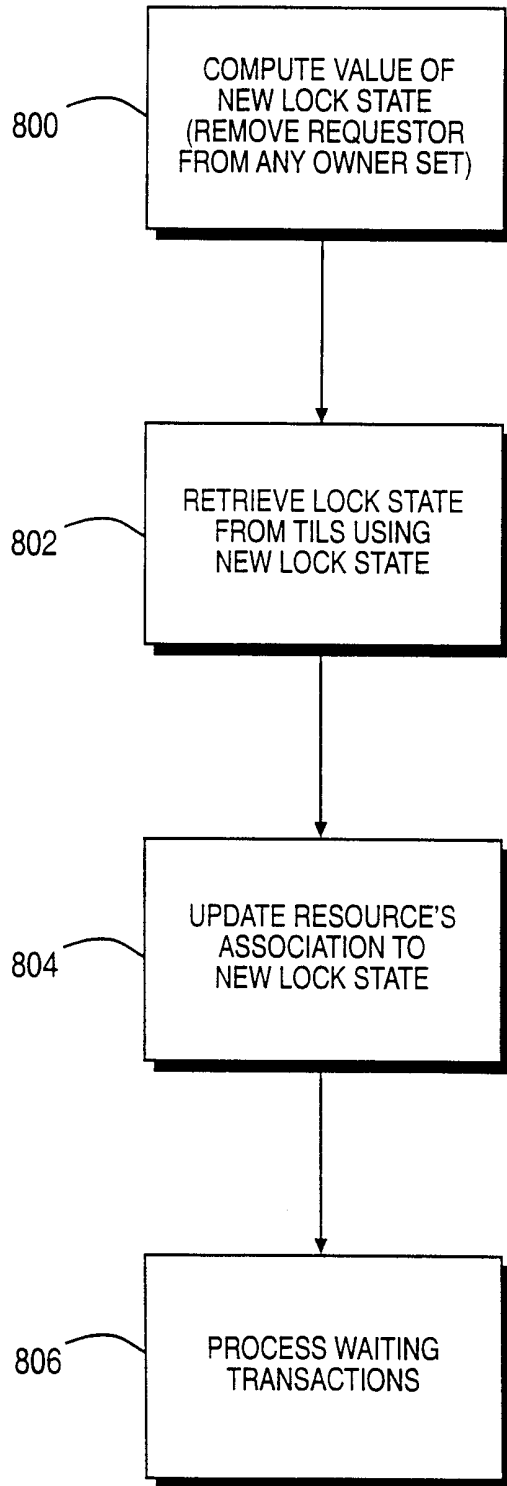 800
COMPUTE VALUE OF
NEW LOCK STATE
(REMOVE REQUESTOR
FROM ANY OWNER SET)
802
RETRIEVE LOCK STATE
FROM TILS USING
NEW LOCK STATE
804
UPDATE RESOURCE'S
ASSOCIATION TO
NEW LOCK STATE
806
PROCESS WAITING
TRANSACTIONS